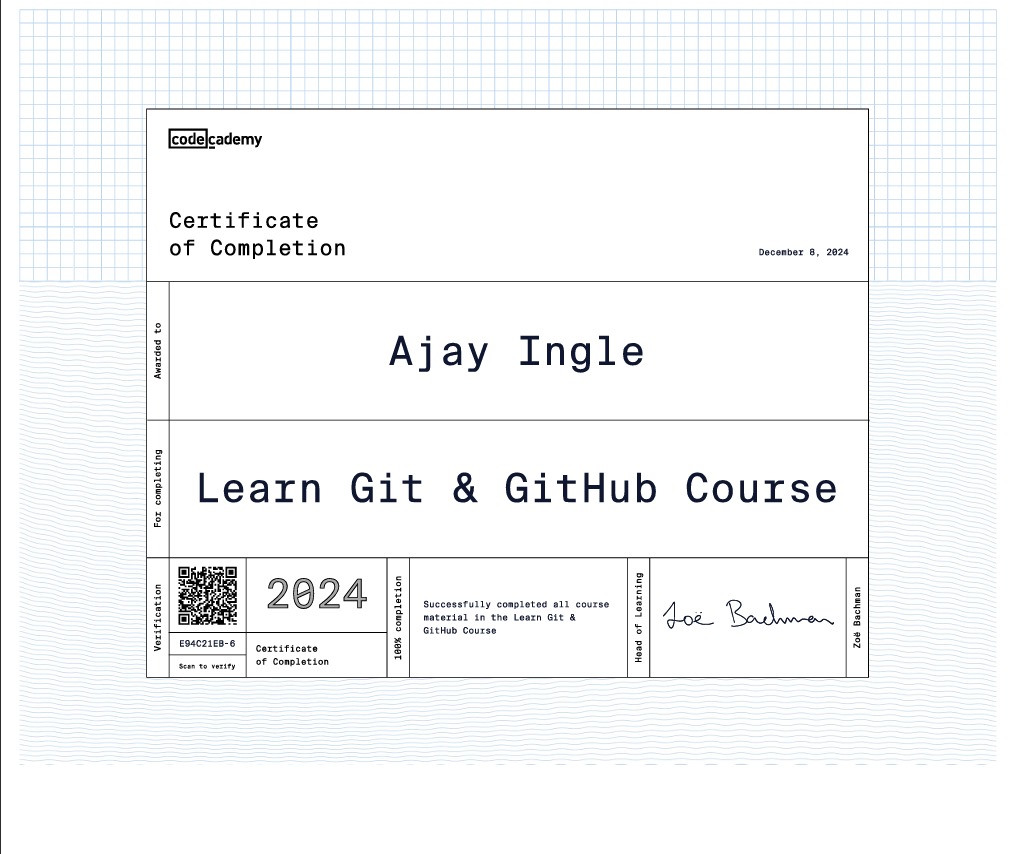 codecademy
Certificate
of Completion
December 8, 2024
Awarded to
Ajay Ingle
For completing
Learn Git & GitHub Course
Verification
E94C21EB-6
Scan to verify
2024
Certificate
of Completion
100% completion
Successfully completed all course
material in the Learn Git &
GitHub Course
Head of Learning
Zoë Bachman
Zoë Bachman